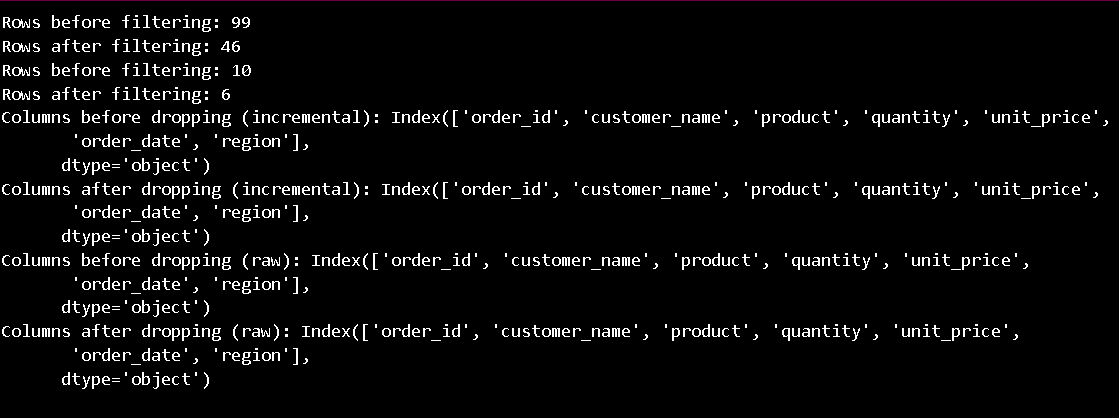 Rows before filtering: 99
Rows after filtering: 46
Rows before filtering: 10
Rows after filtering: 6
Columns before dropping (incremental): Index(['order_id', 'customer_name', 'product', 'quantity', 'unit_price',
       'order_date', 'region'],
      dtype='object')
Columns after dropping (incremental): Index(['order_id', 'customer_name', 'product', 'quantity', 'unit_price',
       'order_date', 'region'],
      dtype='object')
Columns before dropping (raw): Index(['order_id', 'customer_name', 'product', 'quantity', 'unit_price',
       'order_date', 'region'],
      dtype='object')
Columns after dropping (raw): Index(['order_id', 'customer_name', 'product', 'quantity', 'unit_price',
       'order_date', 'region'],
      dtype='object')